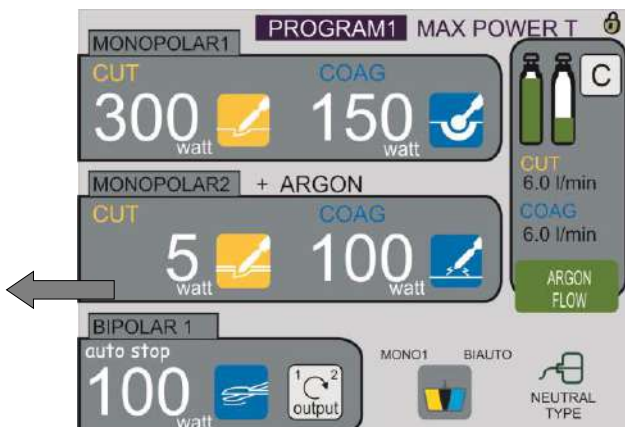 PROGRAM1 MAX POWER T
MONOPOLAR1
CUT COAG
300 watt 150 watt
C
CUT
6.0 l/min
COAG
6.0 l/min
ARGON
FLOW
MONOPOLAR2 + ARGON
CUT COAG
5 watt 100 watt
BIPOLAR 1
auto stop
100 watt
1 2
output
MONO1 BIAUTO
NEUTRAL
TYPE